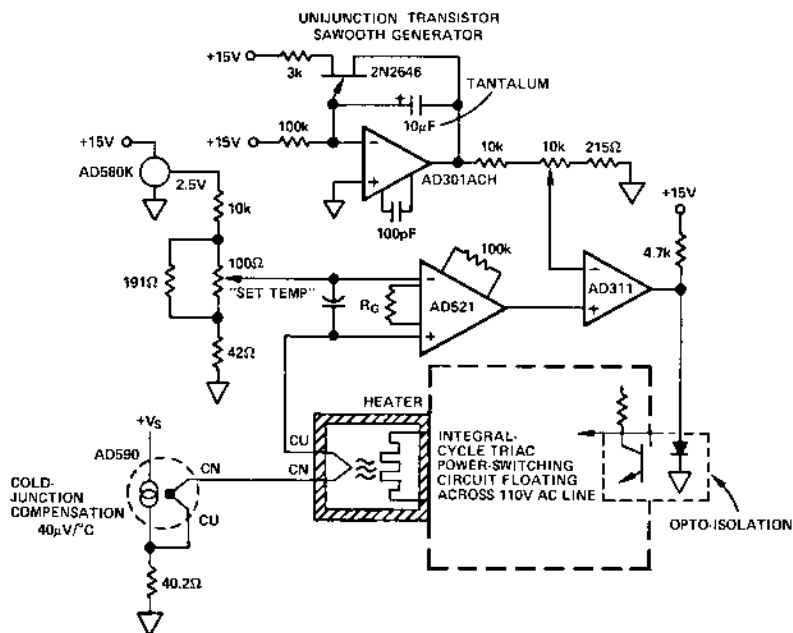 UNIJUNCTION TRANSISTOR
SAWOOTH GENERATOR
+15V
3k
2N2646
TANTALUM
+
10µF
+15V
100k
−
+
AD301ACH
100pF
10k
10k
215Ω
+15V
AD580K
2.5V
10k
+15V
4.7k
191Ω
100Ω
"SET TEMP"
42Ω
100k
RG
−
+
AD521
−
+
AD311
HEATER
CU
CN
INTEGRAL-
CYCLE TRIAC
POWER-SWITCHING
CIRCUIT FLOATING
ACROSS 110V AC LINE
OPTO-ISOLATION
+VS
AD590
CN
CU
COLD-
JUNCTION
COMPENSATION
40µV/°C
40.2Ω